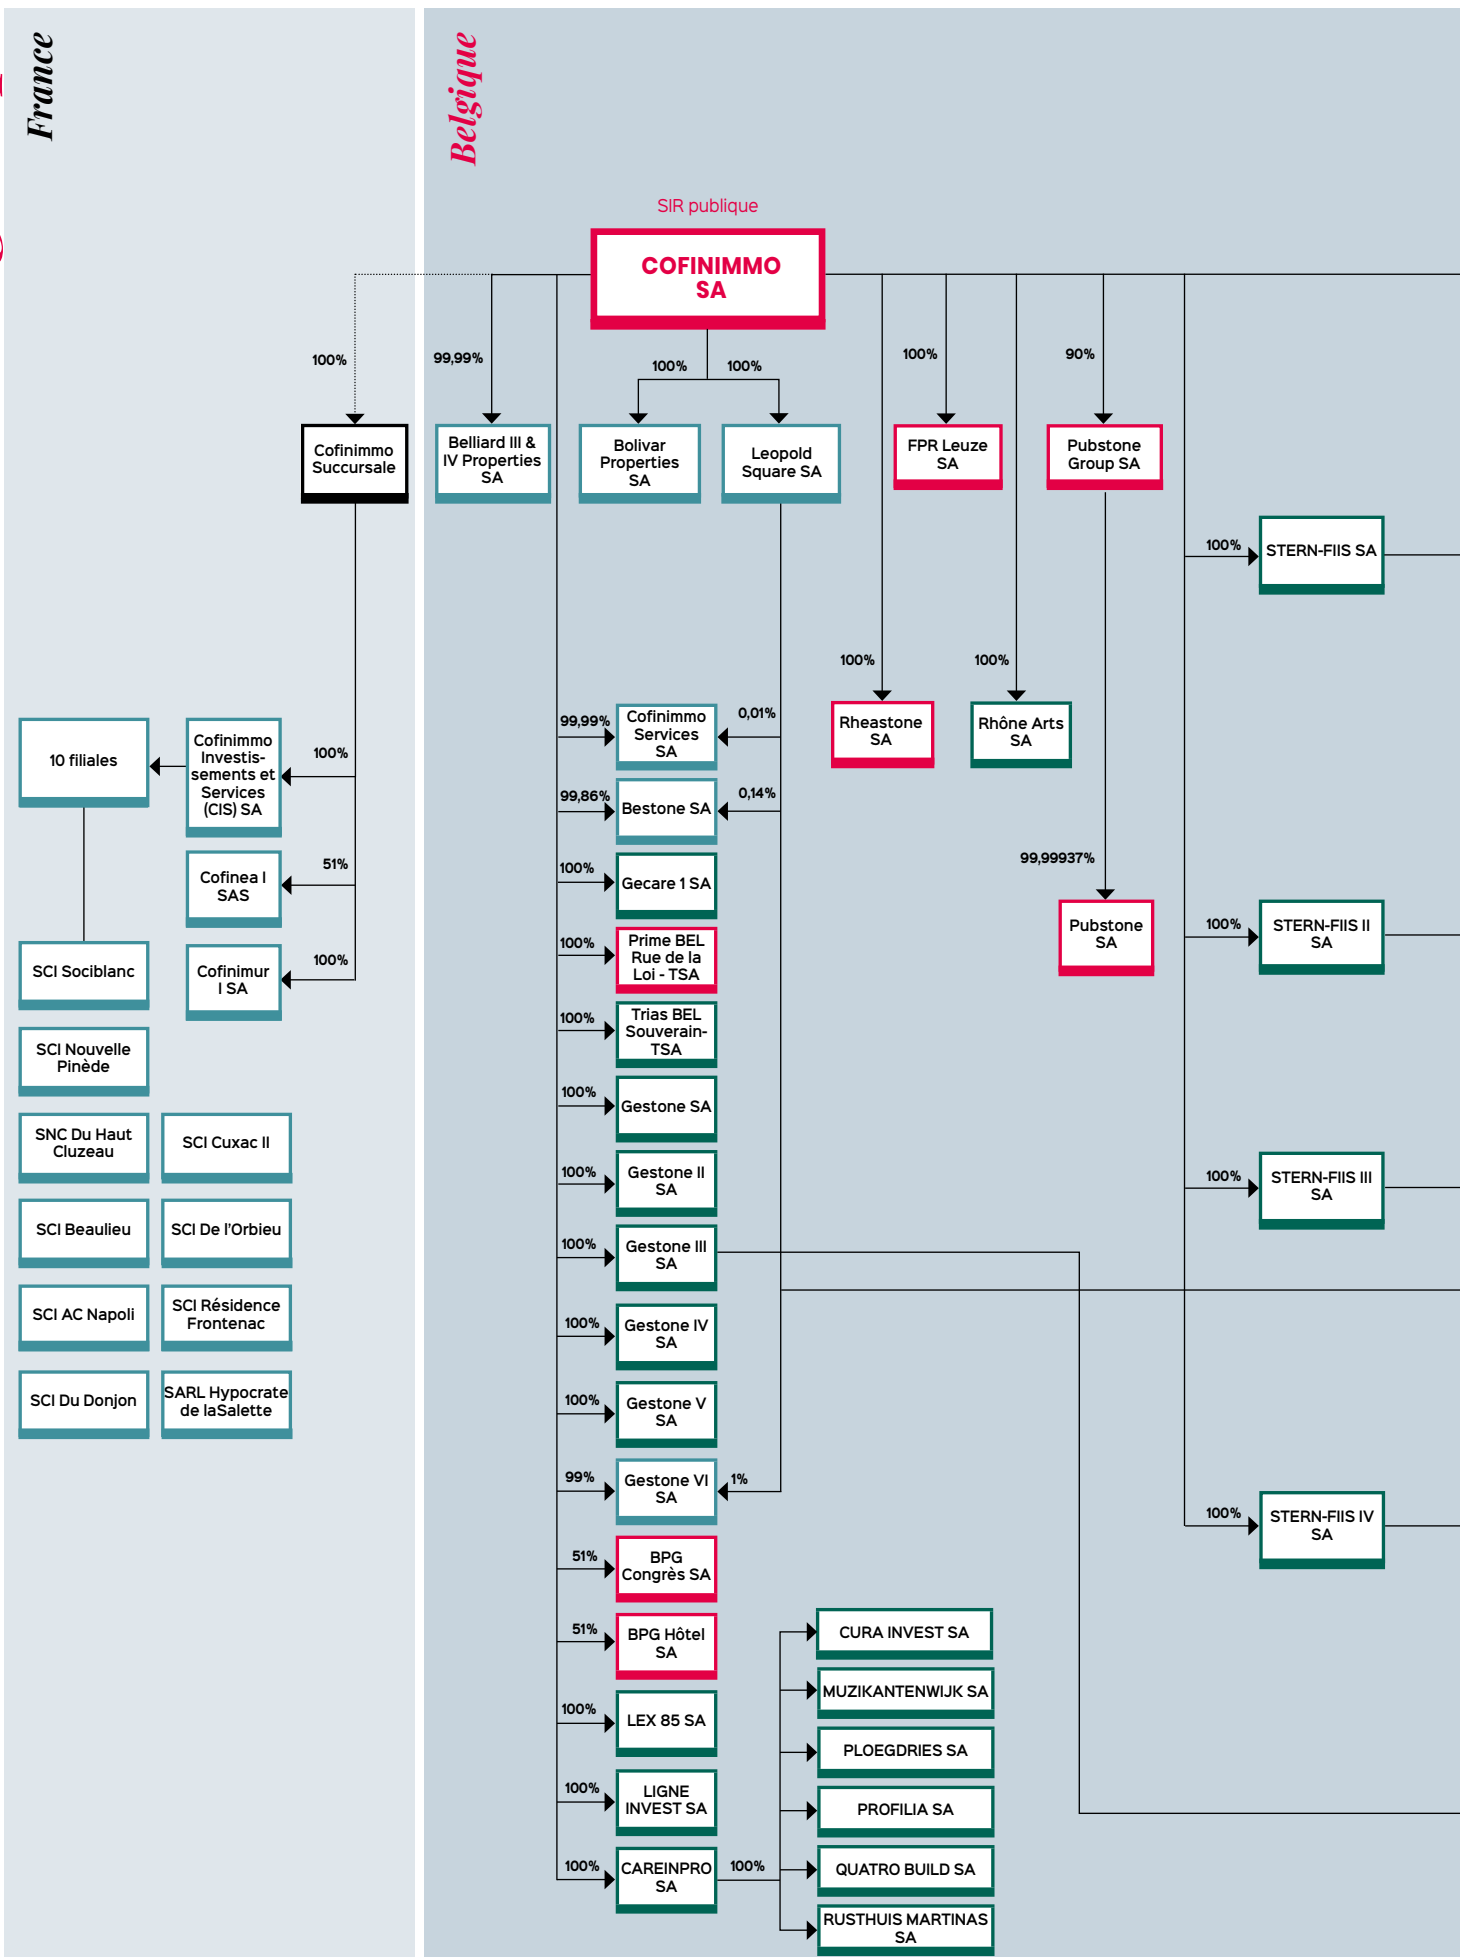 France
Belgique
SIR publique
COFINIMMO
SA
100%
99,99%
100%
100%
100%
90%
Cofinimmo
Succursale
Belliard III &
IV Properties
SA
Bolivar
Properties
SA
Leopold
Square SA
FPR Leuze
SA
Pubstone
Group SA
100%
STERN-FIIS SA
100%
100%
Rheastone
SA
Rhône Arts
SA
99,99%
Cofinimmo
Services
SA
0,01%
10 filiales
Cofinimmo
Investis-
sements et
Services
(CIS) SA
100%
99,86%
Bestone SA
0,14%
51%
Cofinea I
SAS
100%
Gecare 1 SA
99,99937%
Pubstone
SA
100%
STERN-FIIS II
SA
SCI Sociblanc
Cofinimur
I SA
100%
100%
Prime BEL
Rue de la
Loi - TSA
100%
Trias BEL
Souverain-
TSA
SCI Nouvelle
Pinède
100%
Gestone SA
SNC Du Haut
Cluzeau
SCI Cuxac II
100%
Gestone II
SA
100%
STERN-FIIS III
SA
SCI Beaulieu
SCI De l'Orbieu
100%
Gestone III
SA
SCI AC Napoli
SCI Résidence
Frontenac
100%
Gestone IV
SA
SCI Du Donjon
SARL Hypocrate
de laSalette
100%
Gestone V
SA
99%
Gestone VI
SA
1%
100%
STERN-FIIS IV
SA
51%
BPG
Congrès SA
51%
BPG Hôtel
SA
CURA INVEST SA
100%
LEX 85 SA
MUZIKANTENWIJK SA
PLOEGDRIES SA
100%
LIGNE
INVEST SA
PROFILIA SA
100%
CAREINPRO
SA
100%
QUATRO BUILD SA
RUSTHUIS MARTINAS
SA